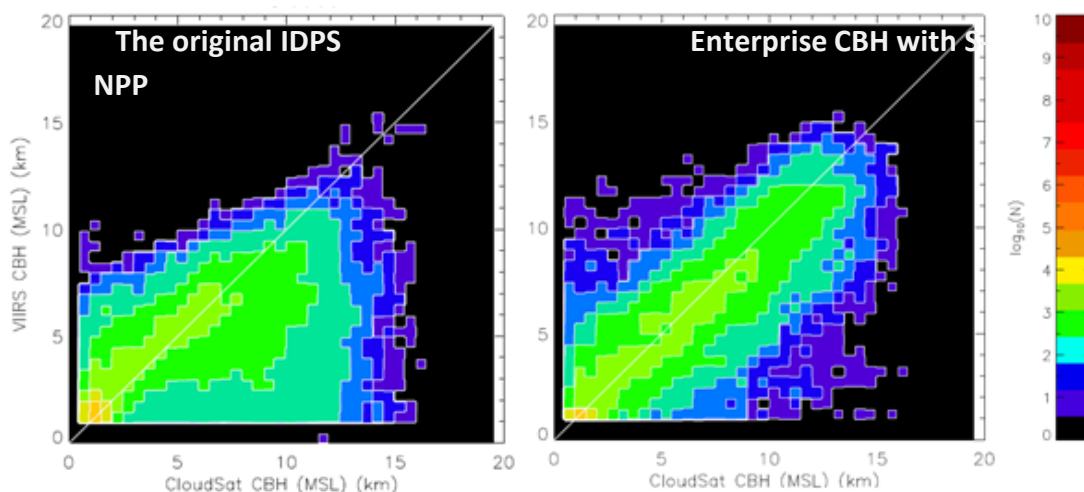 The original IDPS
NPP
20
15
10
5
0
VIIRS CBH (MSL) (km)
0 5 10 15 20
CloudSat CBH (MSL) (km)
Enterprise CBH with S
20
15
10
5
0
0 5 10 15 20
CloudSat CBH (MSL) (km)
10
9
8
7
6
5
4
3
2
1
0
log₁₀(N)